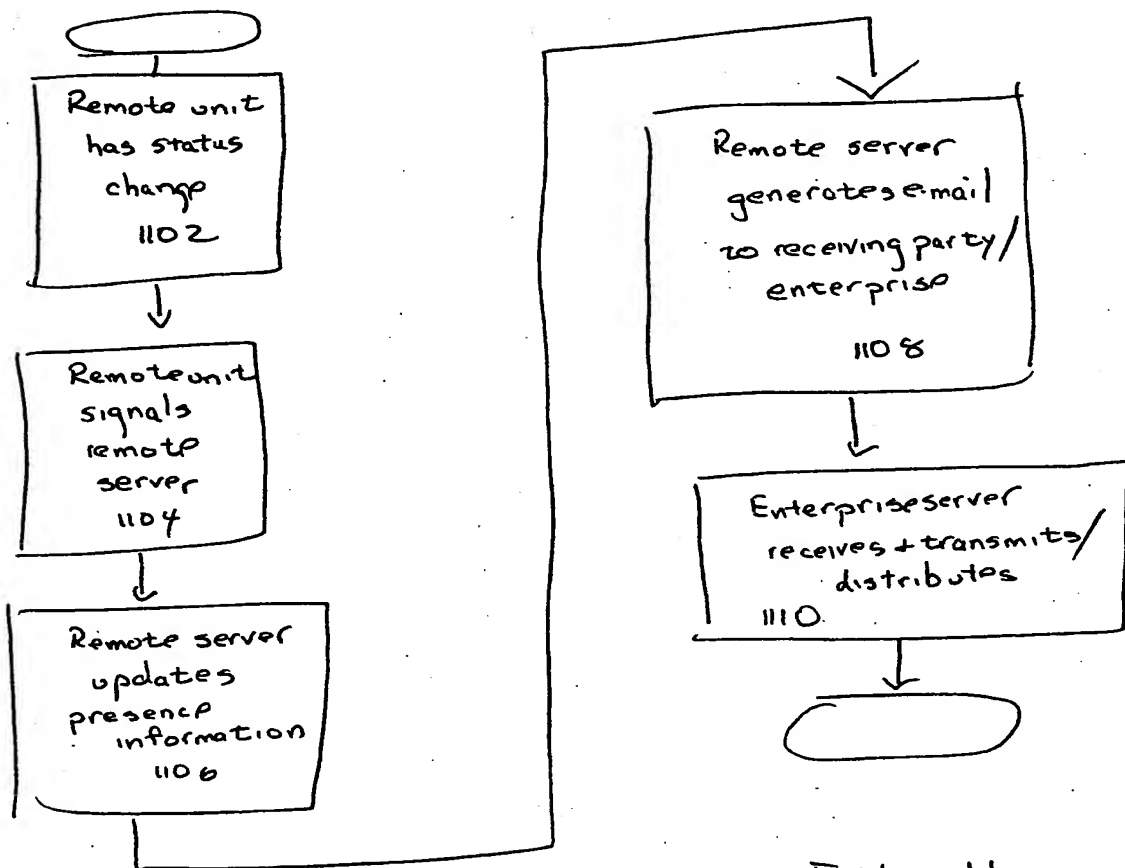 Remote unit
has status
change
1102
Remote unit
signals
remote
server
1104
Remote server
updates
presence
information
1106
Remote server
generates email
to receiving party/
enterprise
1108
Enterprise server
receives + transmits/
distributes
1110